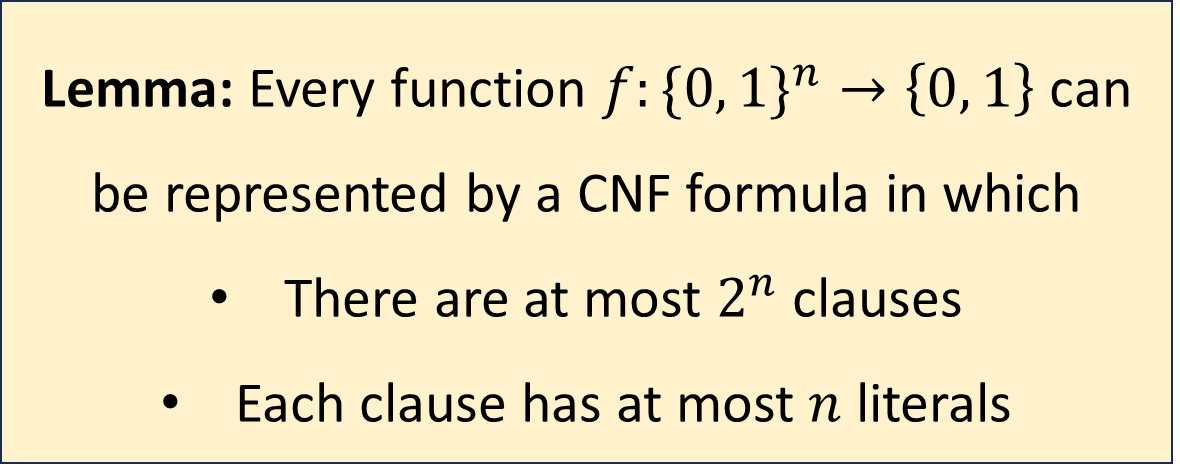 Lemma: Every function 𝑓: {0, 1}ⁿ → {0, 1} can
be represented by a CNF formula in which
• There are at most 2ⁿ clauses
• Each clause has at most 𝑛 literals